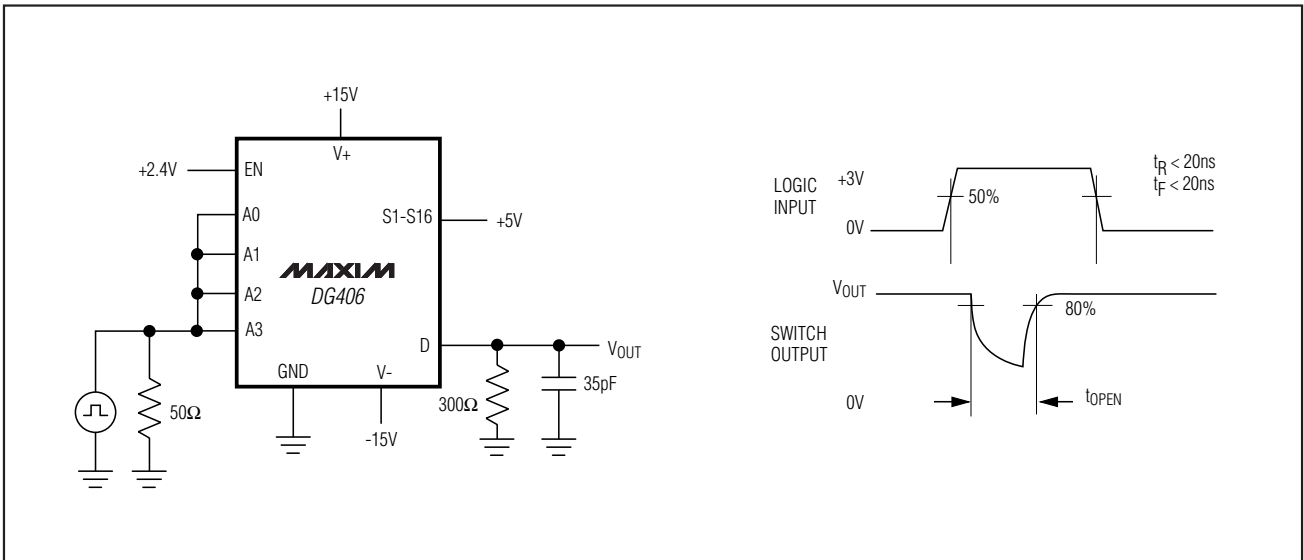 +15V
V+
+2.4V
EN
A0
S1-S16
+5V
A1
MAXIM
DG406
A2
A3
D
VOUT
GND
V-
300Ω
35pF
50Ω
-15V
LOGIC
INPUT
+3V
50%
0V
tR < 20ns
tF < 20ns
VOUT
80%
SWITCH
OUTPUT
0V
tOPEN